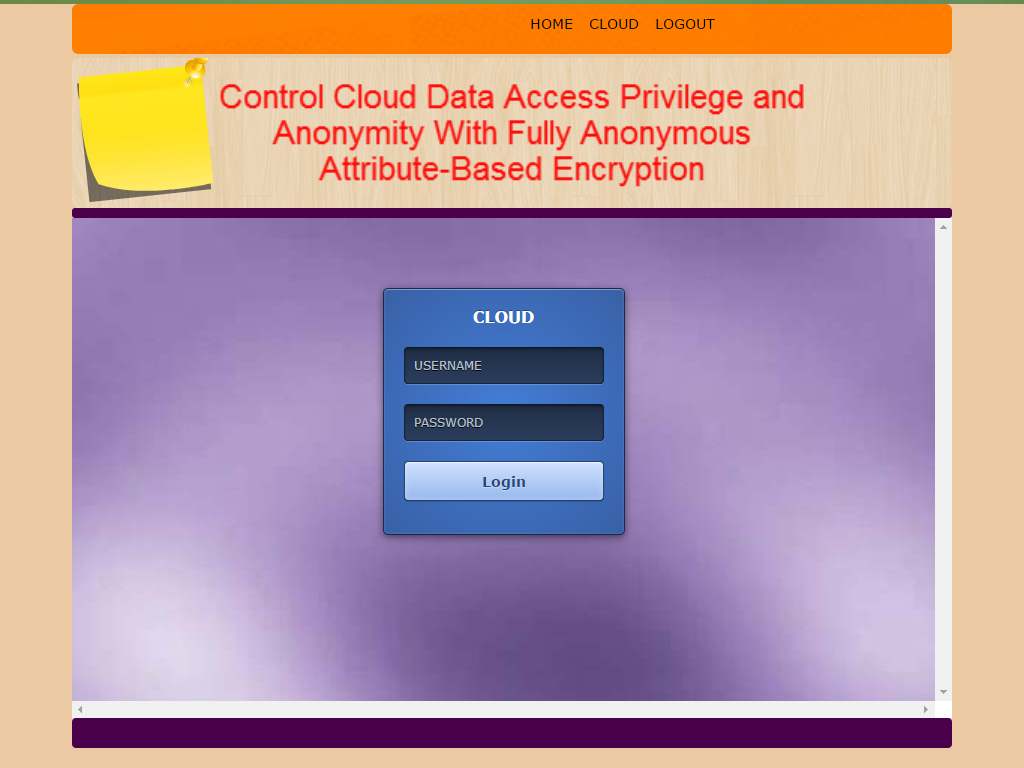 HOME CLOUD LOGOUT
Control Cloud Data Access Privilege and
Anonymity With Fully Anonymous
Attribute-Based Encryption
CLOUD
USERNAME
PASSWORD
Login